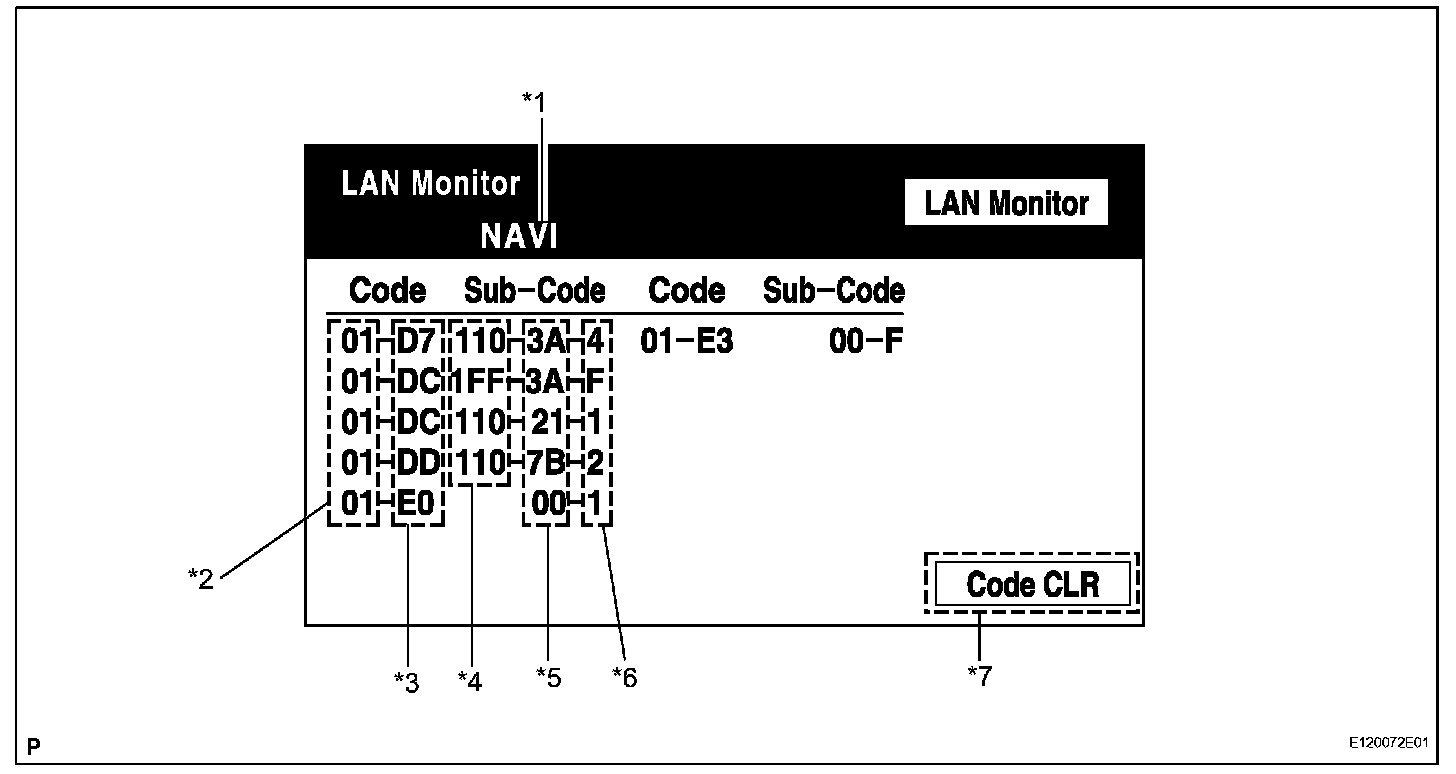 *1
LAN Monitor
LAN Monitor
NAVI
Code Sub-Code Code Sub-Code
01-D7 110-3A-4 01-E3 00-F
01-DC 1FF-3A-F
01-DC 110-21-1
01-DD 110-7B-2
01-E0 00-1
*2
Code CLR
*3 *4 *5 *6 *7
P
E120072E01